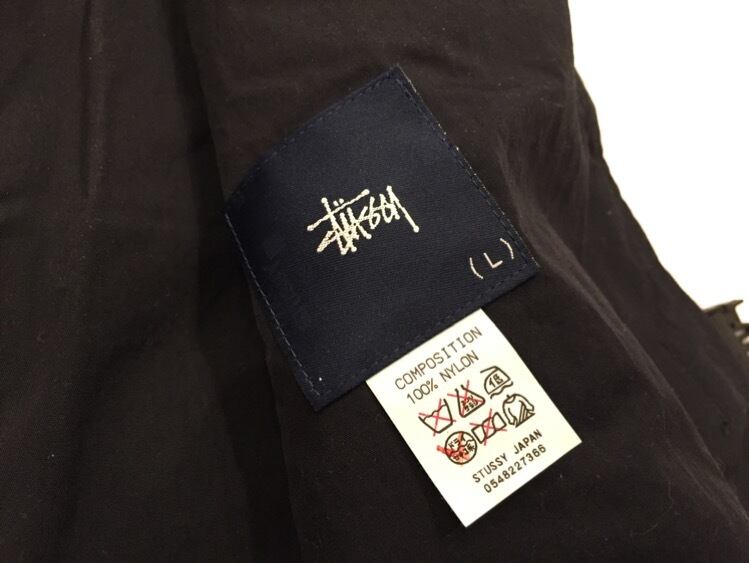 Stüssy
(L)
COMPOSITION
100% NYLON
STUSSY JAPAN
0548227366